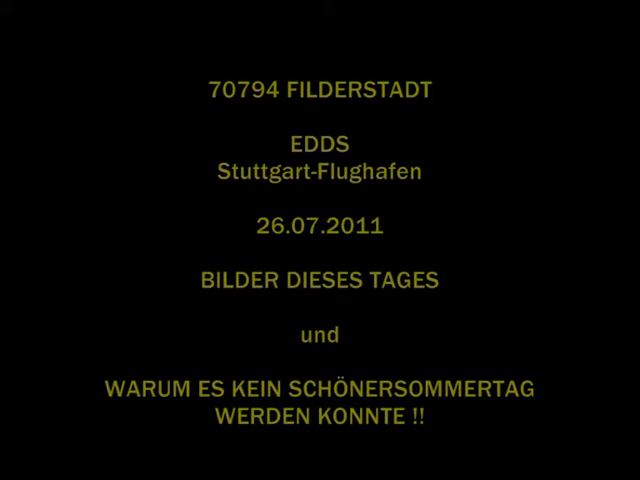 70794 FILDERSTADT
EDDS
Stuttgart-Flughafen
26.07.2011
BILDER DIESES TAGES
und
WARUM ES KEIN SCHÖNERSOMMERTAG
WERDEN KONNTE !!